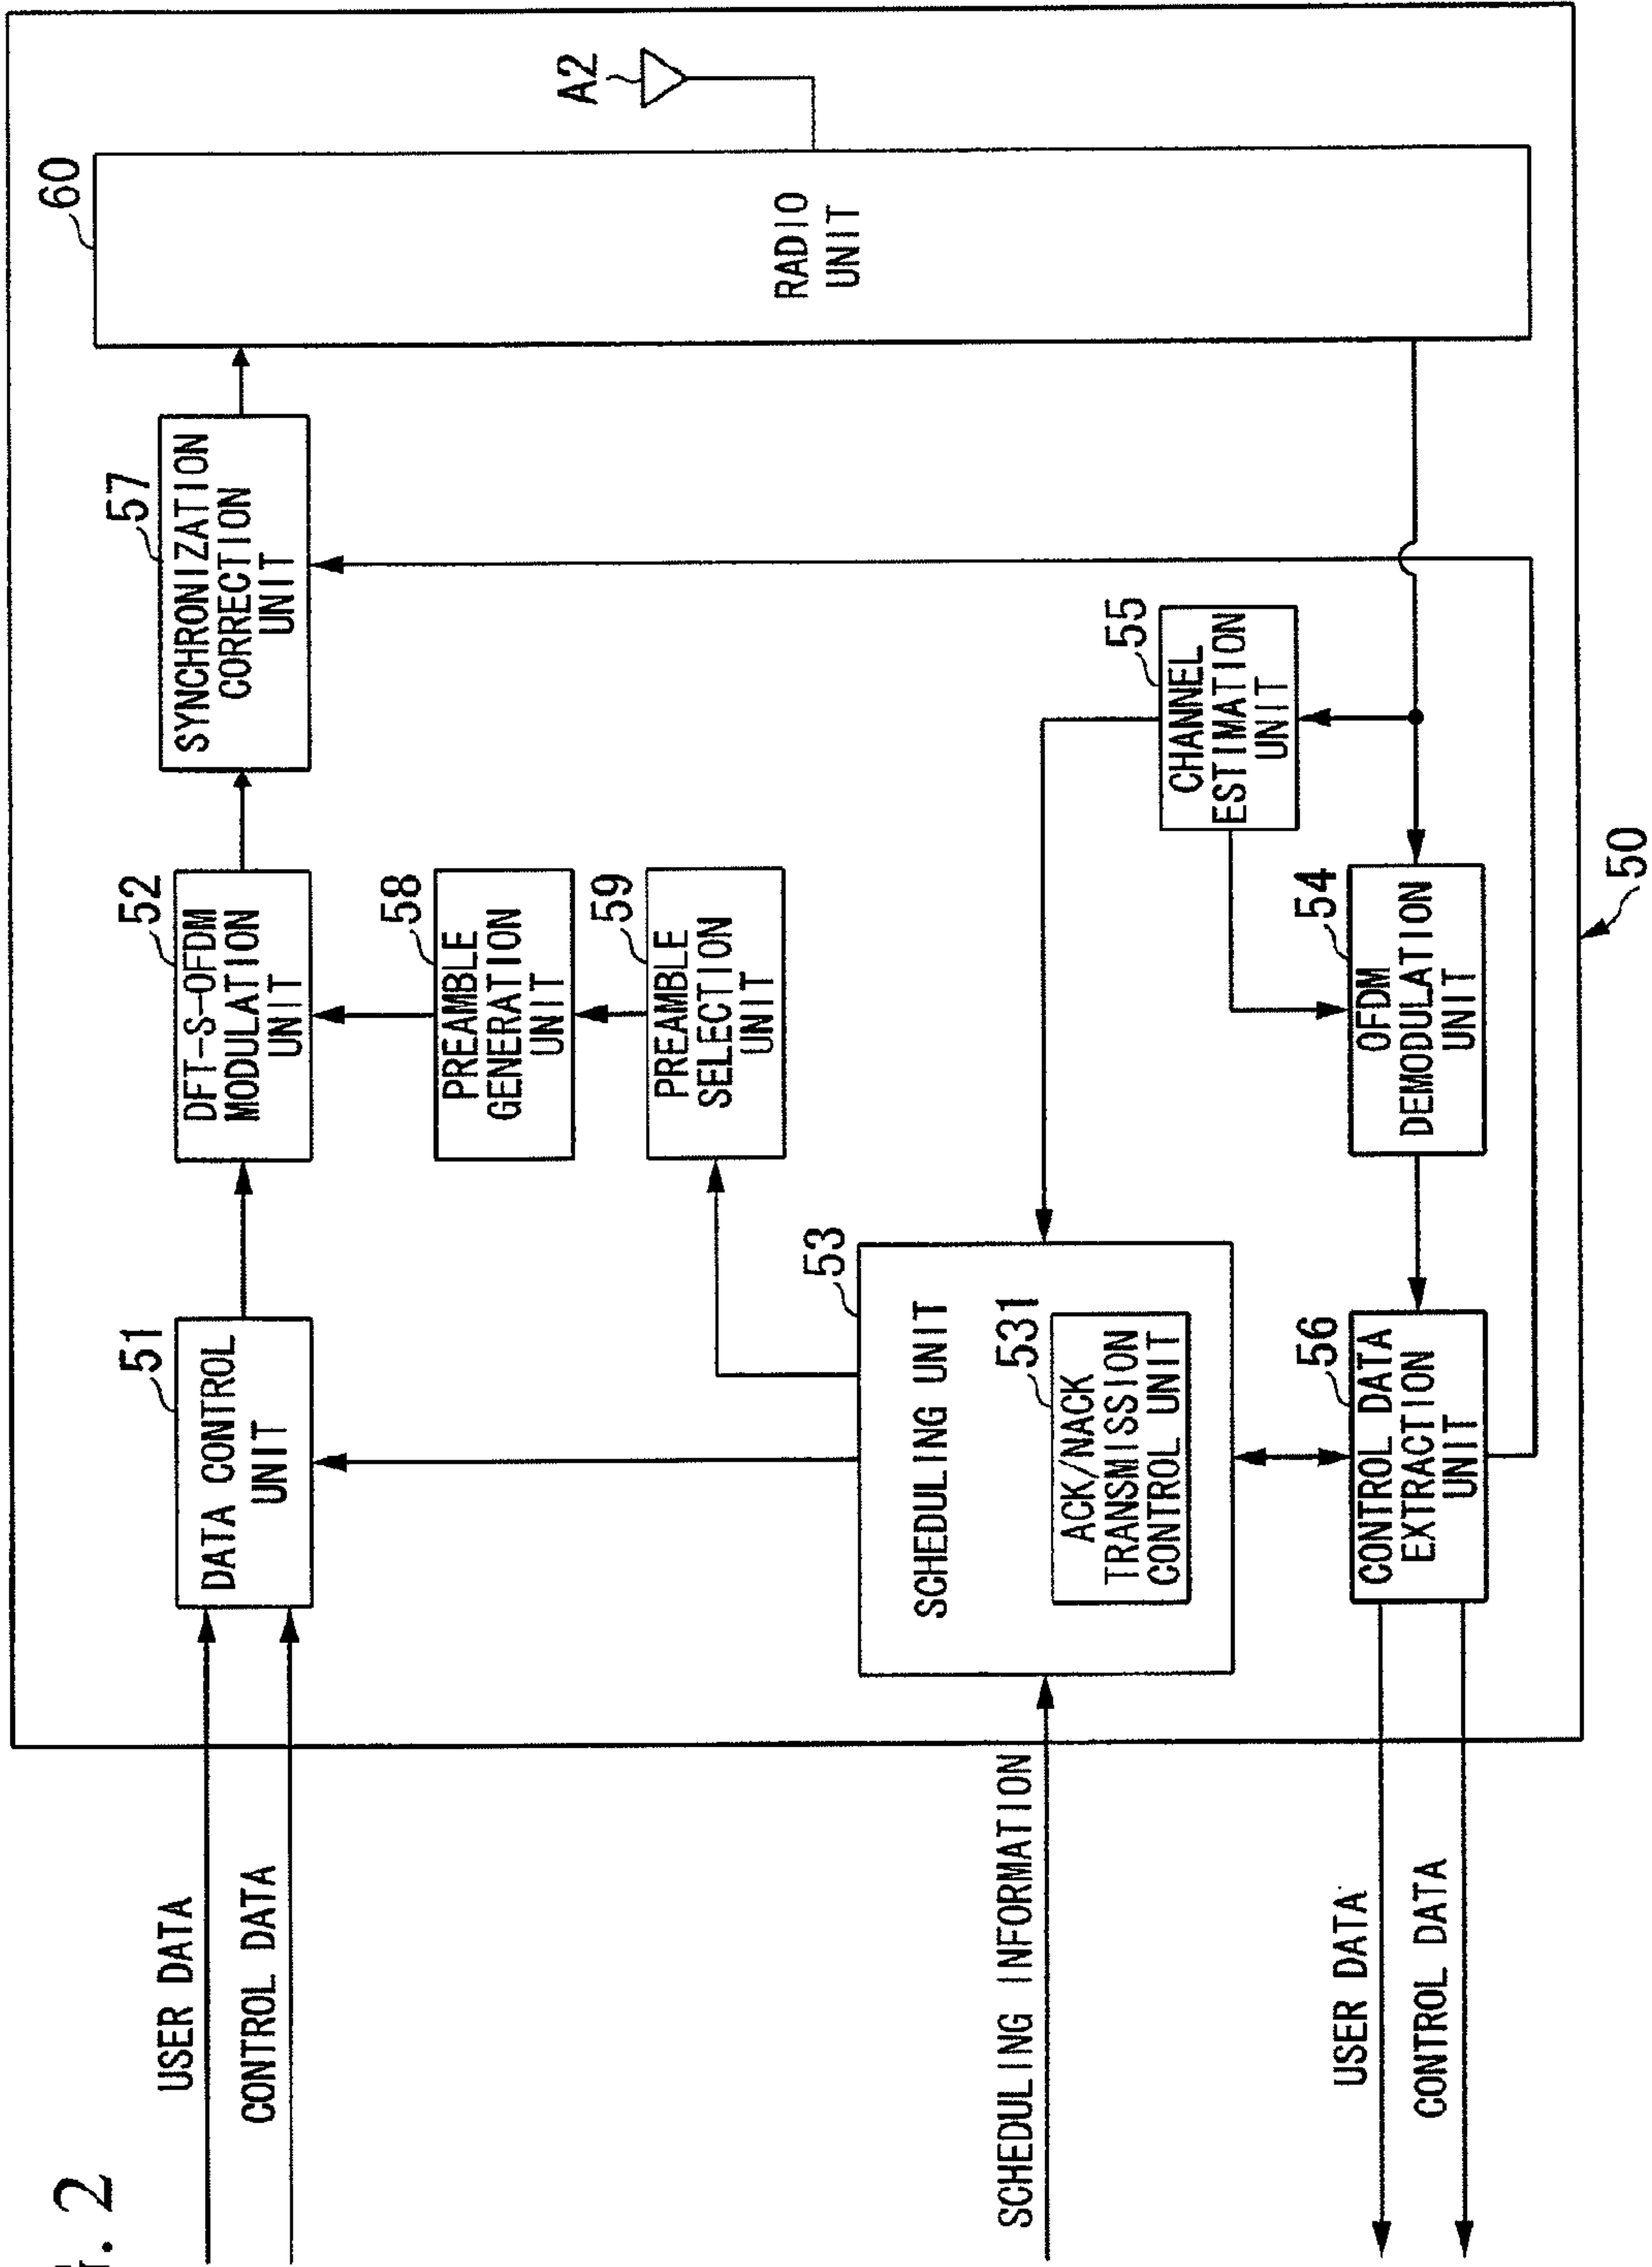 . 2
USER DATA
CONTROL DATA
SCHEDULING INFORMATION
USER DATA
CONTROL DATA
51
DATA CONTROL
UNIT
52
DFT-S-OFDM
MODULATION
UNIT
57
SYNCHRONIZATION
CORRECTION
UNIT
60
RADIO
UNIT
A2
58
PREAMBLE
GENERATION
UNIT
59
PREAMBLE
SELECTION
UNIT
53
SCHEDULING UNIT
531
ACK/NACK
TRANSMISSION
CONTROL UNIT
55
CHANNEL
ESTIMATION
UNIT
56
CONTROL DATA
EXTRACTION
UNIT
54
OFDM
DEMODULATION
UNIT
50